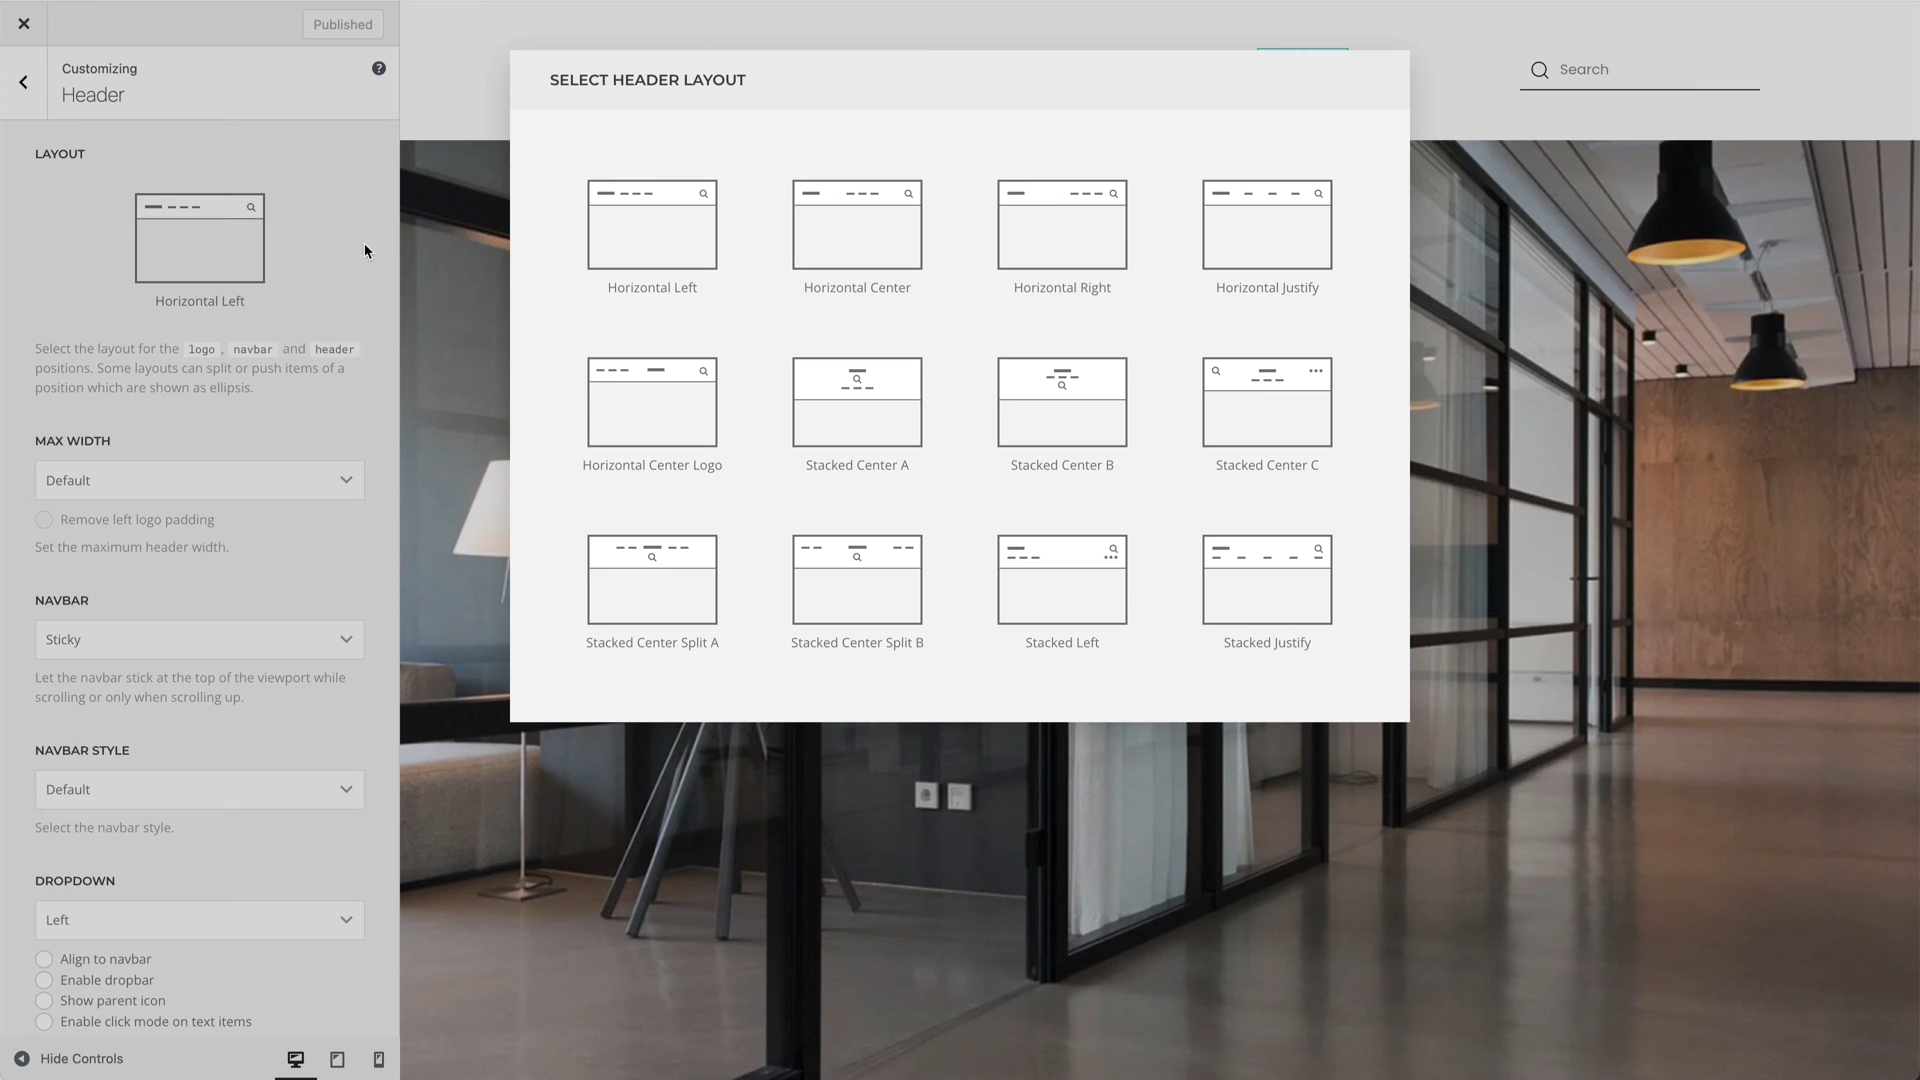 Published
Customizing
Header
LAYOUT
Horizontal Left
Select the layout for the logo , navbar and header
positions. Some layouts can split or push items of a
position which are shown as ellipsis.
MAX WIDTH
Default
Remove left logo padding
Set the maximum header width.
NAVBAR
Sticky
Let the navbar stick at the top of the viewport while
scrolling or only when scrolling up.
NAVBAR STYLE
Default
Select the navbar style.
DROPDOWN
Left
Align to navbar
Enable dropbar
Show parent icon
Enable click mode on text items
Hide Controls
SELECT HEADER LAYOUT
Horizontal Left
Horizontal Center
Horizontal Right
Horizontal Justify
Horizontal Center Logo
Stacked Center A
Stacked Center B
Stacked Center C
Stacked Center Split A
Stacked Center Split B
Stacked Left
Stacked Justify
Search